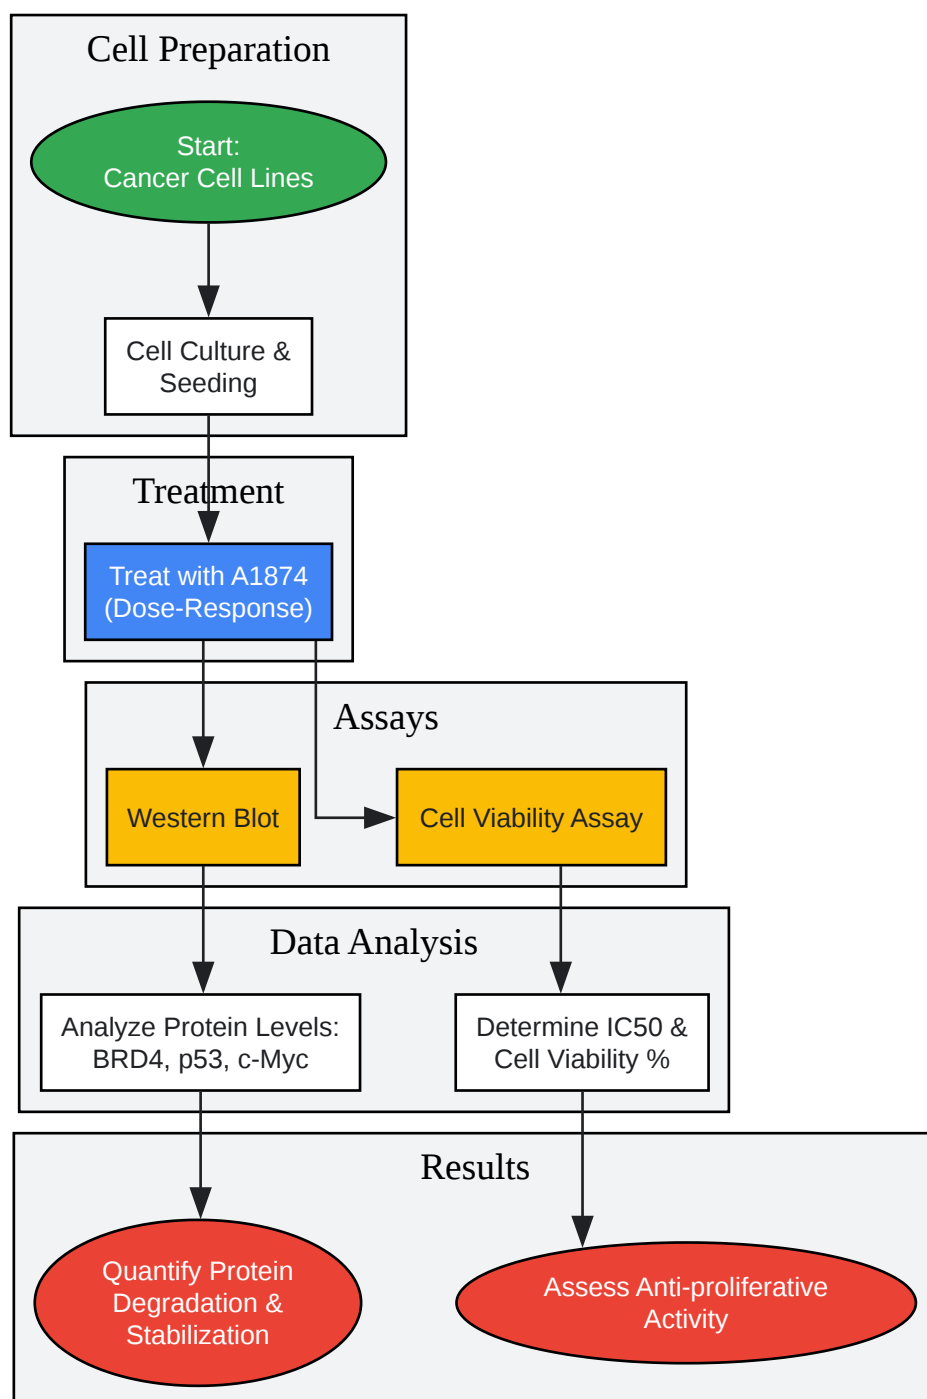 Cell Preparation
Start:
Cancer Cell Lines
Cell Culture &
Seeding
Treatment
Treat with A1874
(Dose-Response)
Assays
Western Blot
Cell Viability Assay
Data Analysis
Analyze Protein Levels:
BRD4, p53, c-Myc
Determine IC50 &
Cell Viability %
Results
Quantify Protein
Degradation &
Stabilization
Assess Anti-proliferative
Activity